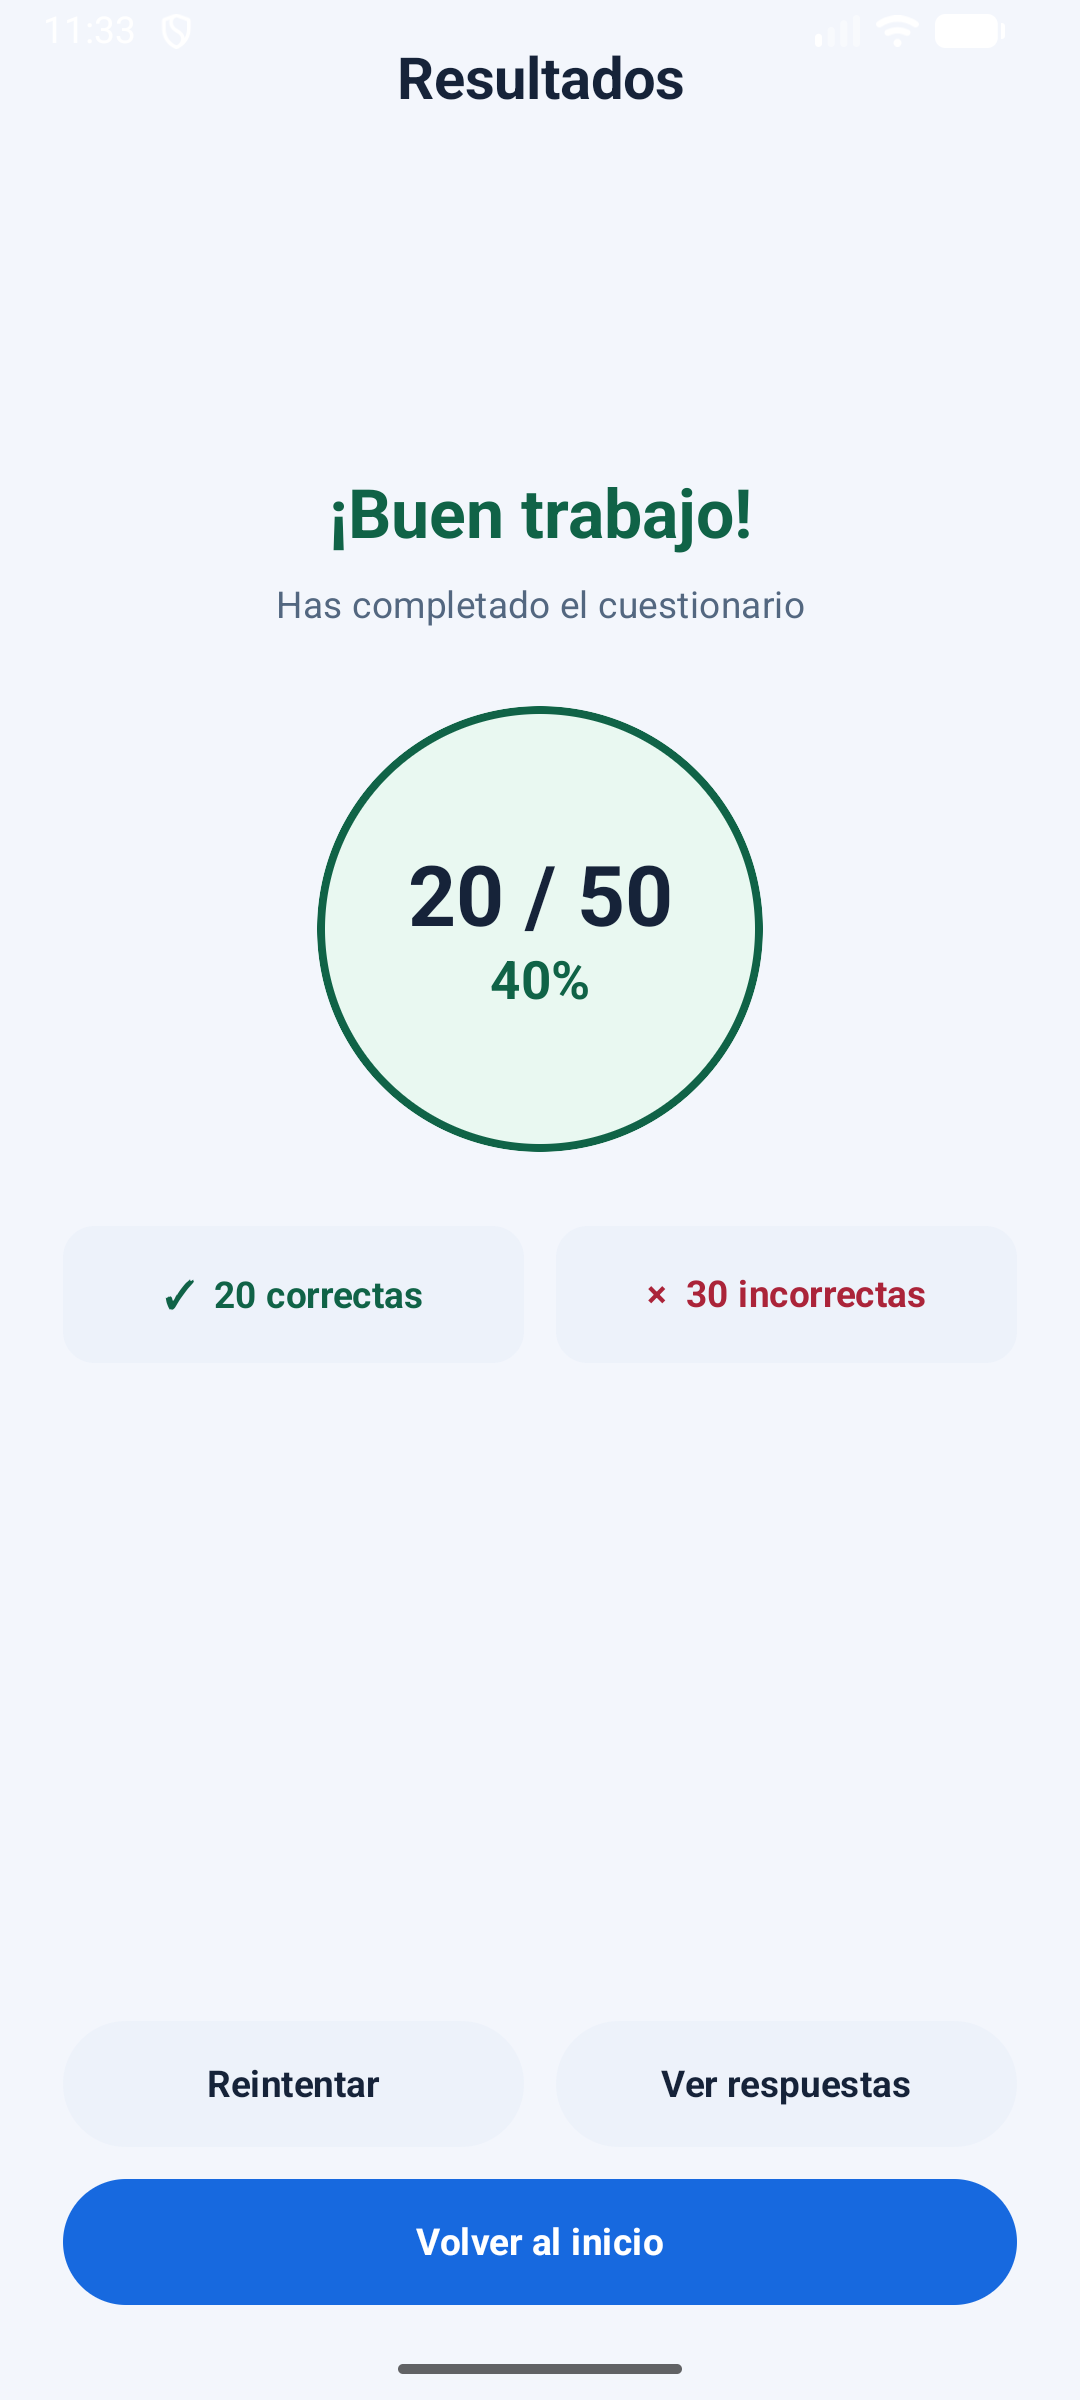 11:33
Resultados
¡Buen trabajo!
Has completado el cuestionario
20 / 50
40%
✓ 20 correctas
× 30 incorrectas
Reintentar
Ver respuestas
Volver al inicio